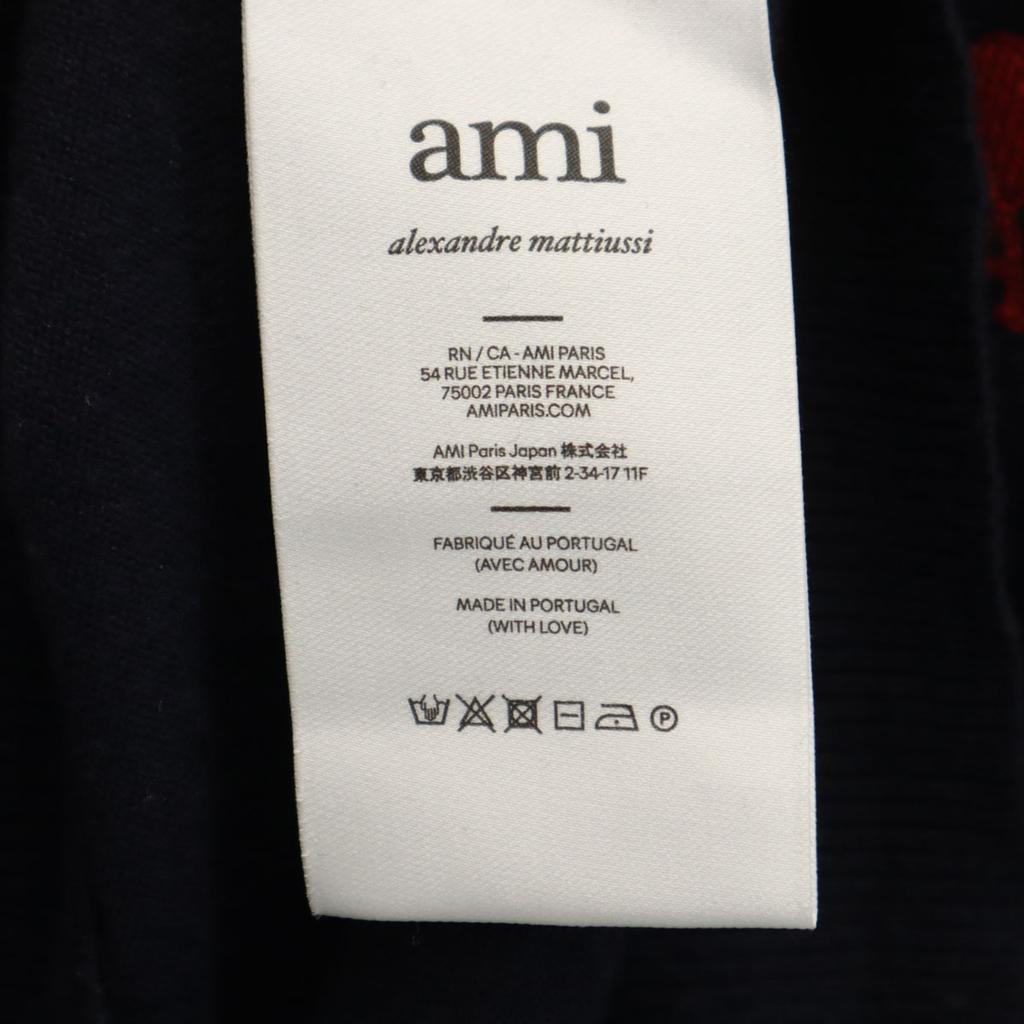 ami
alexandre mattiussi
RN / CA - AMI PARIS
54 RUE ETIENNE MARCEL,
75002 PARIS FRANCE
AMIPARIS.COM
AMI Paris Japan 株式会社
東京都渋谷区神宮前 2-34-17 11F
FABRIQUÉ AU PORTUGAL
(AVEC AMOUR)
MADE IN PORTUGAL
(WITH LOVE)
P